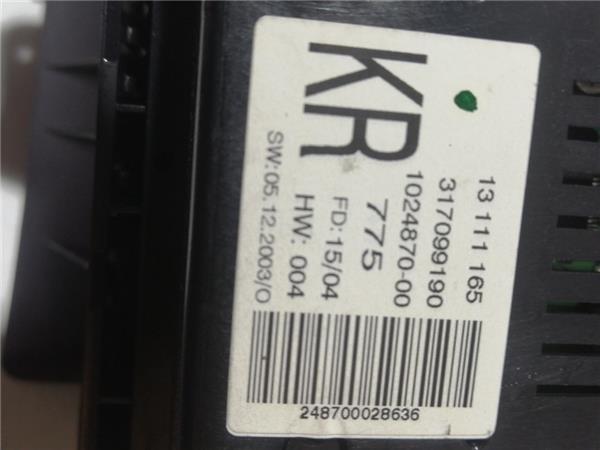 KR
13 111 165
317099190
1024870-00
775
FD:15/04
HW: 004
SW:05.12.2003/O
248700028636